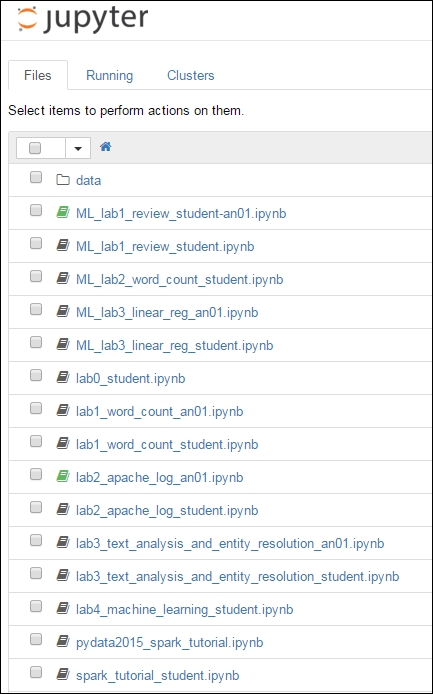 jupyter
Files Running Clusters
Select items to perform actions on them.
data
ML_lab1_review_student-an01.ipynb
ML_lab1_review_student.ipynb
ML_lab2_word_count_student.ipynb
ML_lab3_linear_reg_an01.ipynb
ML_lab3_linear_reg_student.ipynb
lab0_student.ipynb
lab1_word_count_an01.ipynb
lab1_word_count_student.ipynb
lab2_apache_log_an01.ipynb
lab2_apache_log_student.ipynb
lab3_text_analysis_and_entity_resolution_an01.ipynb
lab3_text_analysis_and_entity_resolution_student.ipynb
lab4_machine_learning_student.ipynb
pydata2015_spark_tutorial.ipynb
spark_tutorial_student.ipynb